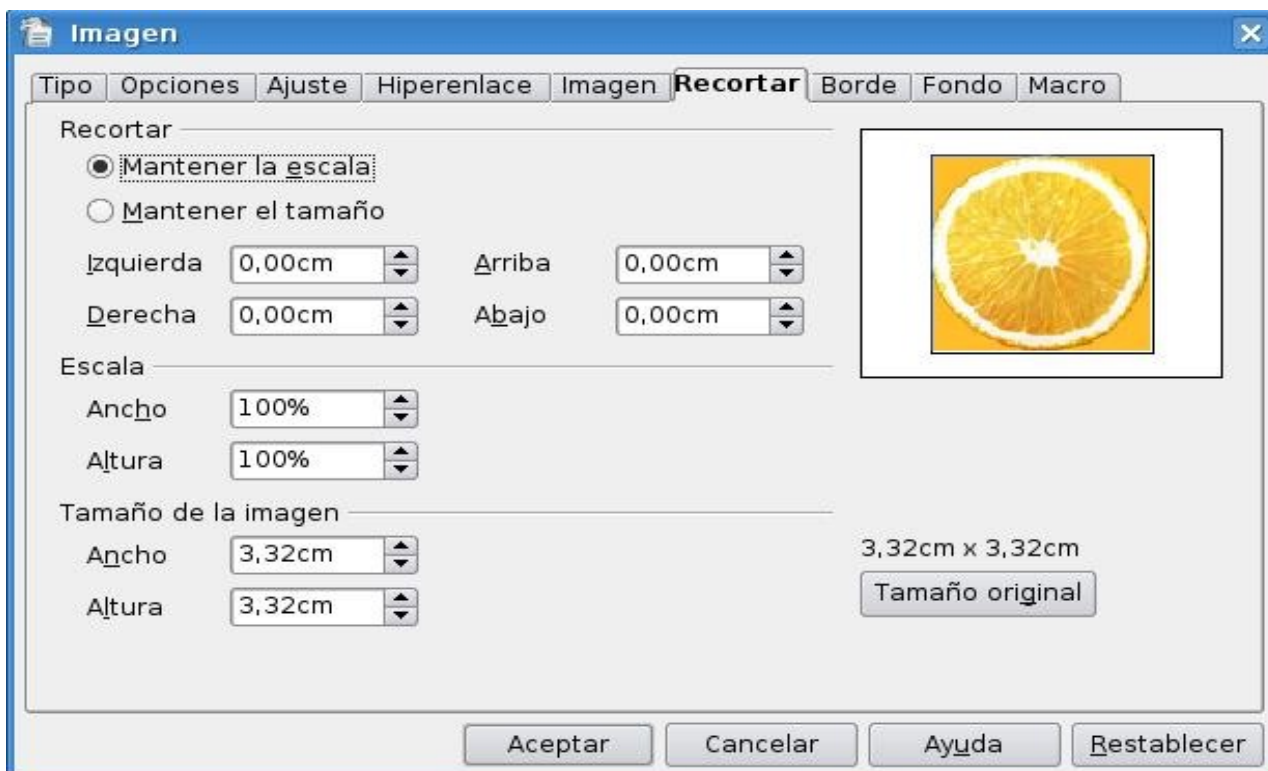 Imagen
Tipo Opciones Ajuste Hiperenlace Imagen Recortar Borde Fondo Macro
Recortar
Mantener la escala
Mantener el tamaño
Izquierda 0,00cm Arriba 0,00cm
Derecha 0,00cm Abajo 0,00cm
Escala
Ancho 100%
Altura 100%
Tamaño de la imagen
Ancho 3,32cm
Altura 3,32cm
3,32cm x 3,32cm
Tamaño original
Aceptar Cancelar Ayuda Restablecer